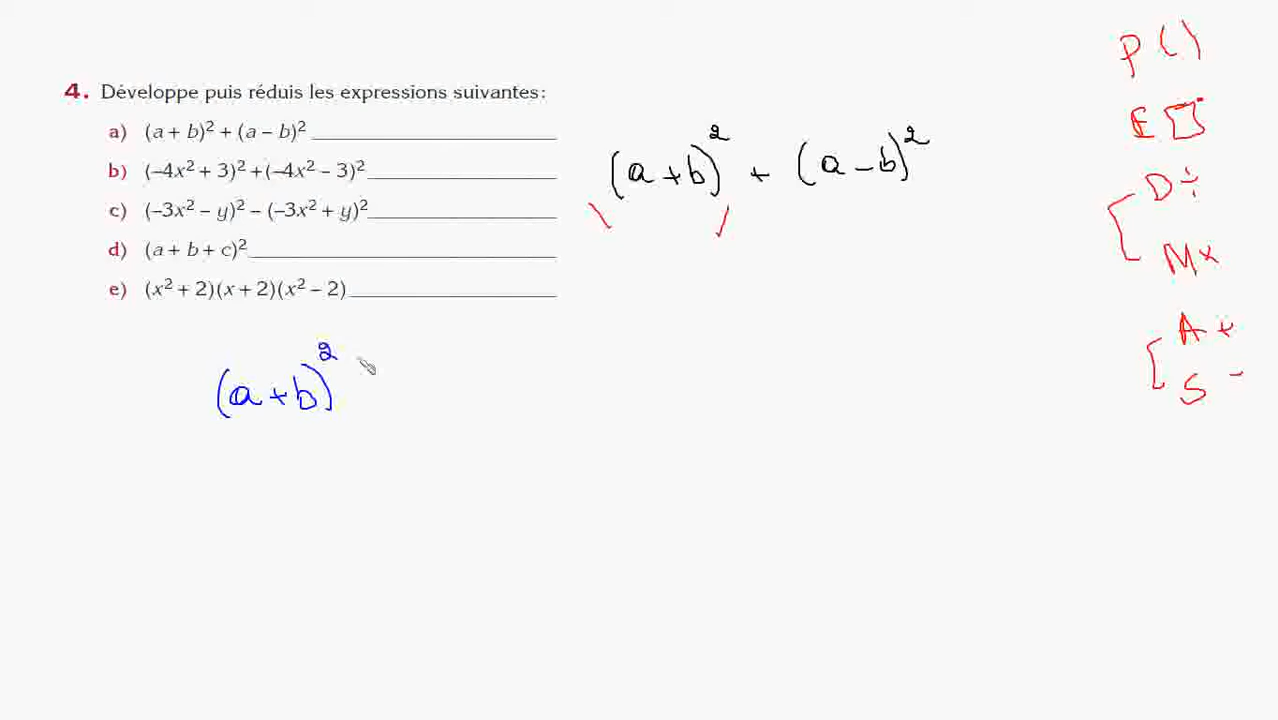 4. Développe puis réduis les expressions suivantes:
a) (a + b)² + (a – b)²
b) (–4x² + 3)² +(–4x² – 3)²
c) (–3x² – y)² – (–3x² + y)²
d) (a + b + c)²
e) (x² + 2)(x + 2)(x² – 2)
(a+b)² + (a-b)²
(a+b)²
P ( )
E □
D ÷
M ×
A +
S -